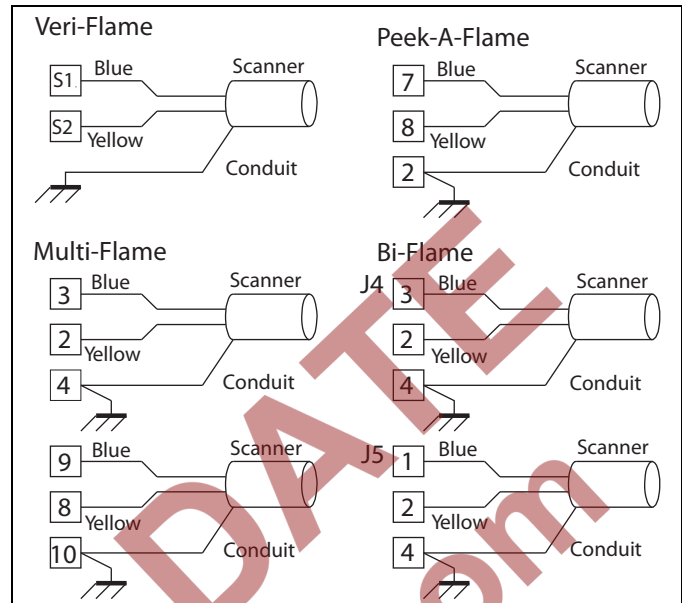 Veri-Flame
S1 Blue Scanner
S2 Yellow
Conduit
Peek-A-Flame
7 Blue Scanner
8 Yellow
2 Conduit
Multi-Flame
3 Blue Scanner
2 Yellow
4 Conduit
9 Blue Scanner
8 Yellow
10 Conduit
Bi-Flame
J4 3 Blue Scanner
2 Yellow
4 Conduit
J5 1 Blue Scanner
2 Yellow
4 Conduit
DATE
om